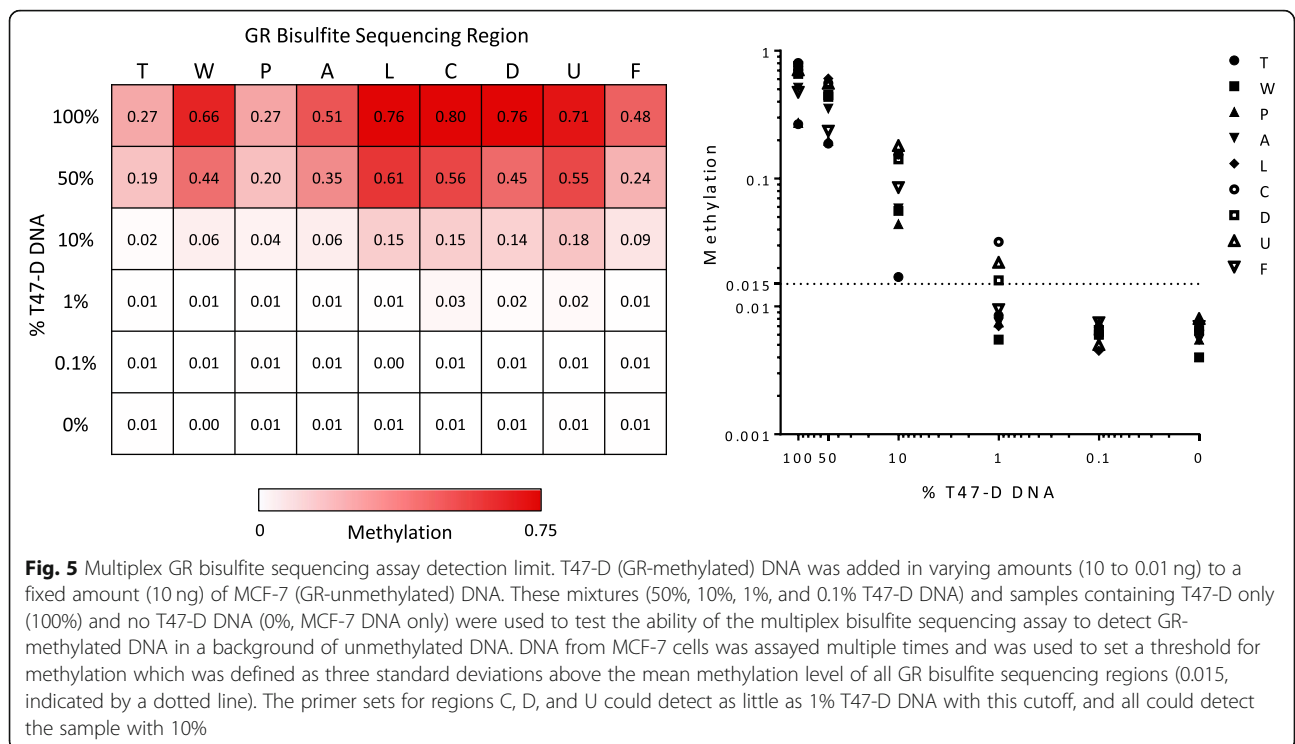 GR Bisulfite Sequencing Region
T W P A L C D U F
100% 0.27 0.66 0.27 0.51 0.76 0.80 0.76 0.71 0.48
50% 0.19 0.44 0.20 0.35 0.61 0.56 0.45 0.55 0.24
10% 0.02 0.06 0.04 0.06 0.15 0.15 0.14 0.18 0.09
1% 0.01 0.01 0.01 0.01 0.01 0.03 0.02 0.02 0.01
0.1% 0.01 0.01 0.01 0.01 0.00 0.01 0.01 0.01 0.01
0% 0.01 0.00 0.01 0.01 0.01 0.01 0.01 0.01 0.01
% T47-D DNA
0 Methylation 0.75
Methylation
1
0.1
0.015
0.01
0.001
100 50 10 1 0.1 0
% T47-D DNA
T
W
P
A
L
C
D
U
F
Fig. 5 Multiplex GR bisulfite sequencing assay detection limit. T47-D (GR-methylated) DNA was added in varying amounts (10 to 0.01 ng) to a
fixed amount (10 ng) of MCF-7 (GR-unmethylated) DNA. These mixtures (50%, 10%, 1%, and 0.1% T47-D DNA) and samples containing T47-D only
(100%) and no T47-D DNA (0%, MCF-7 DNA only) were used to test the ability of the multiplex bisulfite sequencing assay to detect GR-
methylated DNA in a background of unmethylated DNA. DNA from MCF-7 cells was assayed multiple times and was used to set a threshold for
methylation which was defined as three standard deviations above the mean methylation level of all GR bisulfite sequencing regions (0.015,
indicated by a dotted line). The primer sets for regions C, D, and U could detect as little as 1% T47-D DNA with this cutoff, and all could detect
the sample with 10%